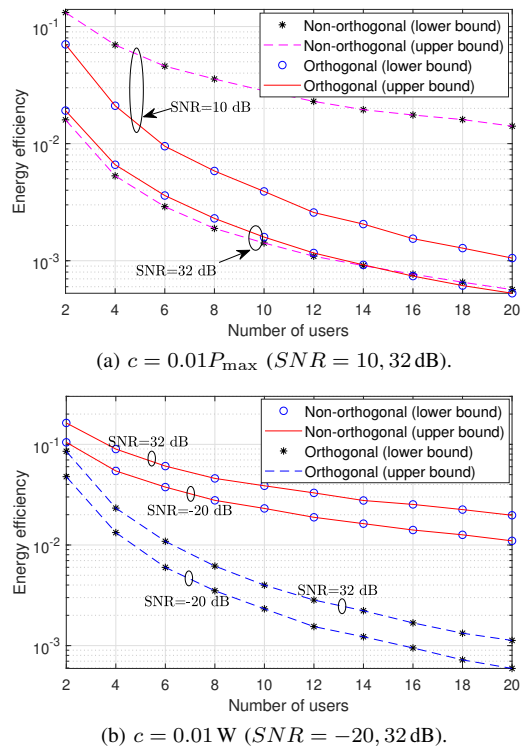 Non-orthogonal (lower bound)
Non-orthogonal (upper bound)
Orthogonal (lower bound)
Orthogonal (upper bound)
SNR=10 dB
SNR=32 dB
Energy efficiency
10^-1
10^-2
10^-3
2 4 6 8 10 12 14 16 18 20
Number of users
(a) c = 0.01P_max (SNR = 10, 32 dB).
Non-orthogonal (lower bound)
Non-orthogonal (upper bound)
Orthogonal (lower bound)
Orthogonal (upper bound)
SNR=32 dB
SNR=-20 dB
SNR=32 dB
SNR=-20 dB
Energy efficiency
10^-1
10^-2
10^-3
2 4 6 8 10 12 14 16 18 20
Number of users
(b) c = 0.01 W (SNR = −20, 32 dB).